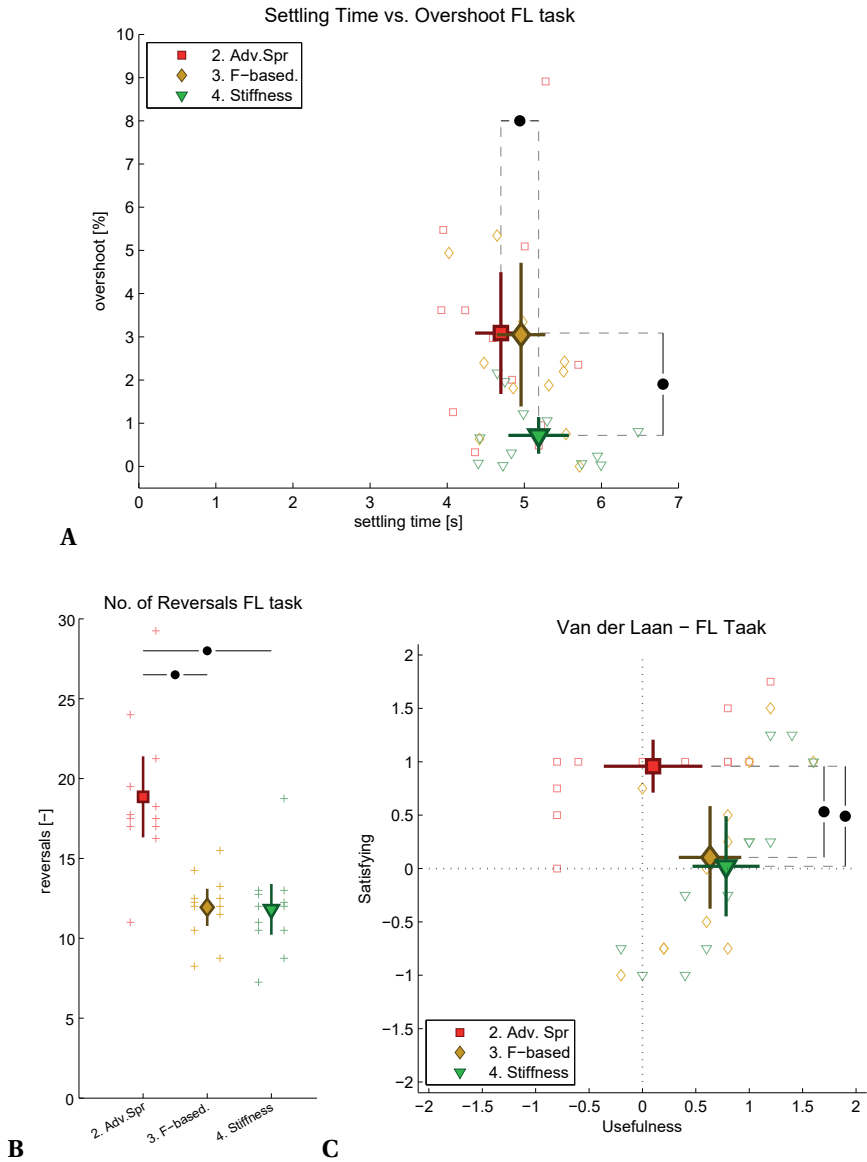 Settling Time vs. Overshoot FL task
10
9
8
7
6
5
4
3
2
1
0
overshoot [%]
2. Adv.Spr
3. F−based.
4. Stiffness
0 1 2 3 4 5 6 7
settling time [s]
A
No. of Reversals FL task
30
25
20
15
10
5
0
reversals [−]
2. Adv.Spr
3. F−based.
4. Stiffness
B
Van der Laan − FL Taak
2
1.5
1
0.5
0
−0.5
−1
−1.5
−2
Satisfying
2. Adv. Spr
3. F−based
4. Stiffness
−2 −1.5 −1 −0.5 0 0.5 1 1.5 2
Usefulness
C